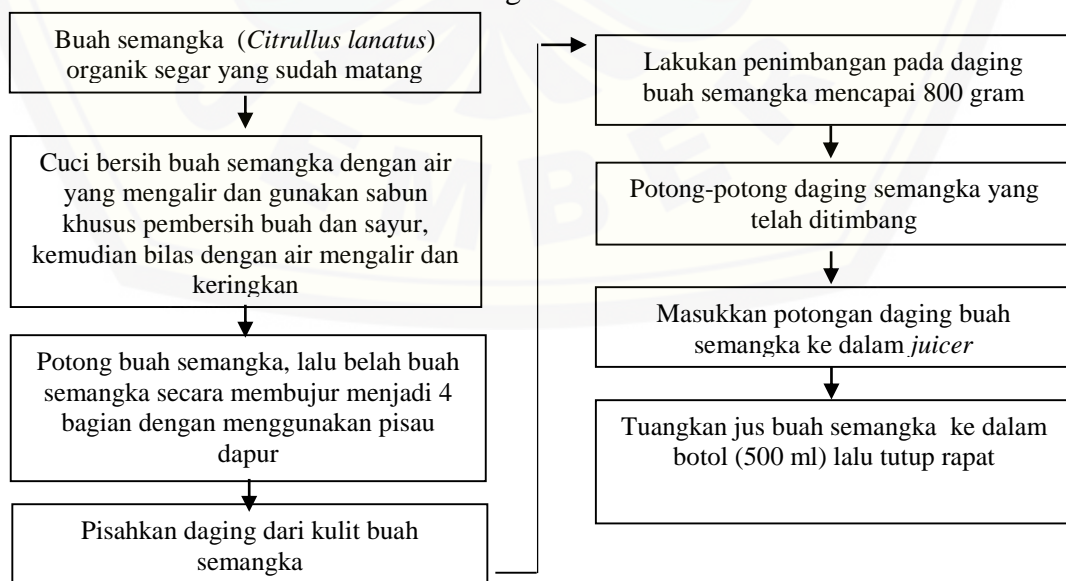 Buah semangka (Citrullus lanatus)
organik segar yang sudah matang
Cuci bersih buah semangka dengan air
yang mengalir dan gunakan sabun
khusus pembersih buah dan sayur,
kemudian bilas dengan air mengalir dan
keringkan
Potong buah semangka, lalu belah buah
semangka secara membujur menjadi 4
bagian dengan menggunakan pisau
dapur
Pisahkan daging dari kulit buah
semangka
Lakukan penimbangan pada daging
buah semangka mencapai 800 gram
Potong-potong daging semangka yang
telah ditimbang
Masukkan potongan daging buah
semangka ke dalam juicer
Tuangkan jus buah semangka ke dalam
botol (500 ml) lalu tutup rapat